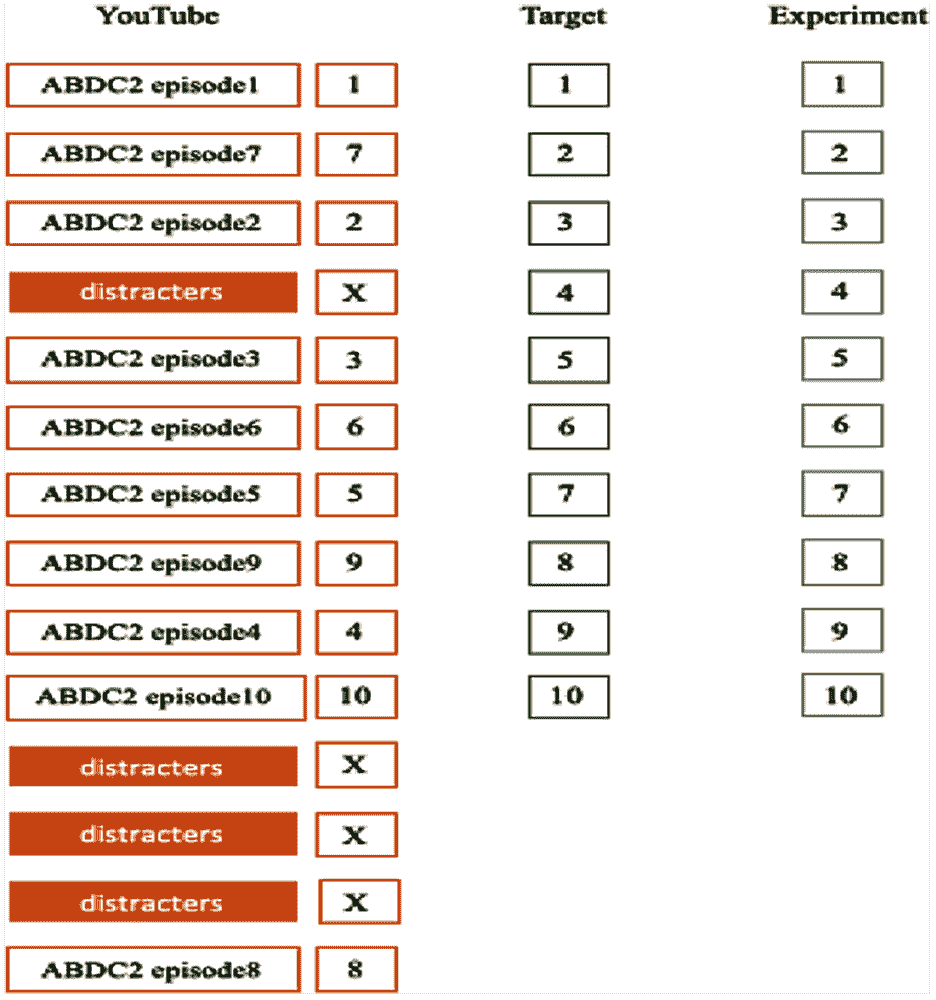 YouTube Target Experiment
ABDC2 episode1 1 1 1
ABDC2 episode7 7 2 2
ABDC2 episode2 2 3 3
distracters X 4 4
ABDC2 episode3 3 5 5
ABDC2 episode6 6 6 6
ABDC2 episode5 5 7 7
ABDC2 episode9 9 8 8
ABDC2 episode4 4 9 9
ABDC2 episode10 10 10 10
distracters X
distracters X
distracters X
ABDC2 episode8 8